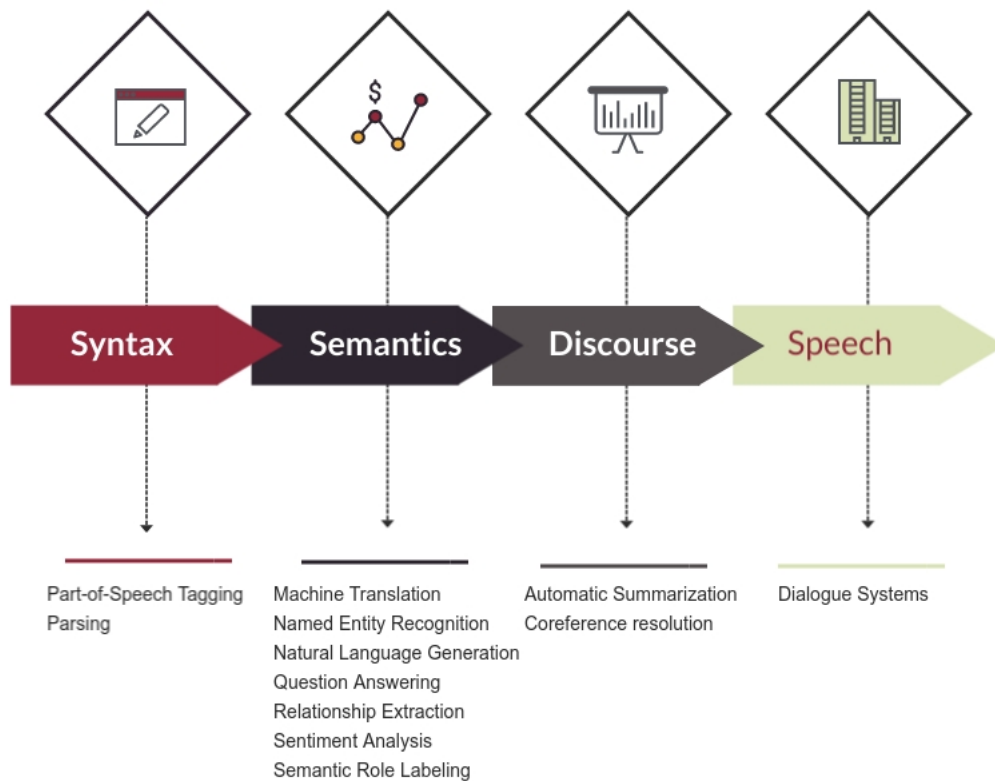 $
Syntax
Semantics
Discourse
Speech
Part-of-Speech Tagging
Parsing
Machine Translation
Named Entity Recognition
Natural Language Generation
Question Answering
Relationship Extraction
Sentiment Analysis
Semantic Role Labeling
Automatic Summarization
Coreference resolution
Dialogue Systems